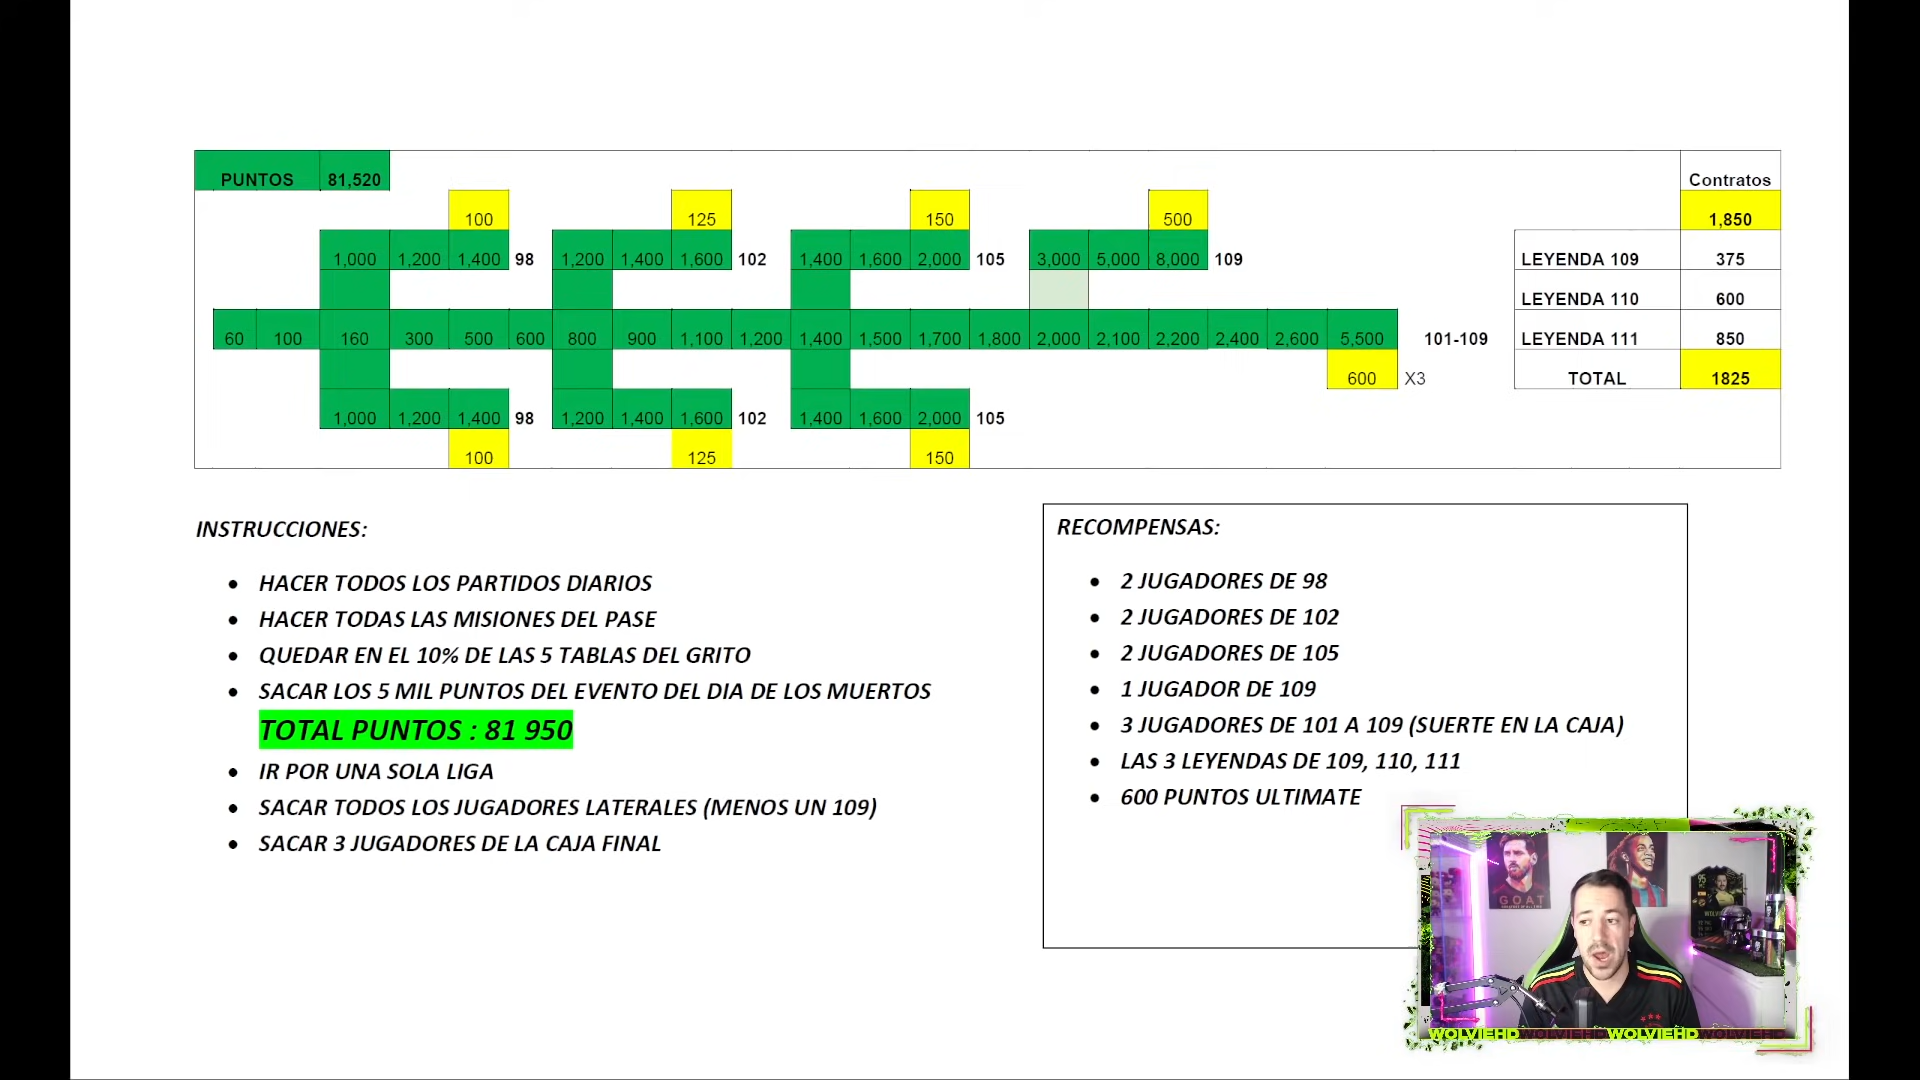 PUNTOS 81,520 Contratos
100 125 150 500 1,850
1,000 1,200 1,400 98 1,200 1,400 1,600 102 1,400 1,600 2,000 105 3,000 5,000 8,000 109 LEYENDA 109 375
LEYENDA 110 600
60 100 160 300 500 600 800 900 1,100 1,200 1,400 1,500 1,700 1,800 2,000 2,100 2,200 2,400 2,600 5,500 101-109 LEYENDA 111 850
600 X3 TOTAL 1825
1,000 1,200 1,400 98 1,200 1,400 1,600 102 1,400 1,600 2,000 105
100 125 150
INSTRUCCIONES:
• HACER TODOS LOS PARTIDOS DIARIOS
• HACER TODAS LAS MISIONES DEL PASE
• QUEDAR EN EL 10% DE LAS 5 TABLAS DEL GRITO
• SACAR LOS 5 MIL PUNTOS DEL EVENTO DEL DIA DE LOS MUERTOS
TOTAL PUNTOS : 81 950
• IR POR UNA SOLA LIGA
• SACAR TODOS LOS JUGADORES LATERALES (MENOS UN 109)
• SACAR 3 JUGADORES DE LA CAJA FINAL
RECOMPENSAS:
• 2 JUGADORES DE 98
• 2 JUGADORES DE 102
• 2 JUGADORES DE 105
• 1 JUGADOR DE 109
• 3 JUGADORES DE 101 A 109 (SUERTE EN LA CAJA)
• LAS 3 LEYENDAS DE 109, 110, 111
• 600 PUNTOS ULTIMATE
GOAT
95
WOLVIEHD WOLVIEHD WOLVIEHD WOLVIEHD